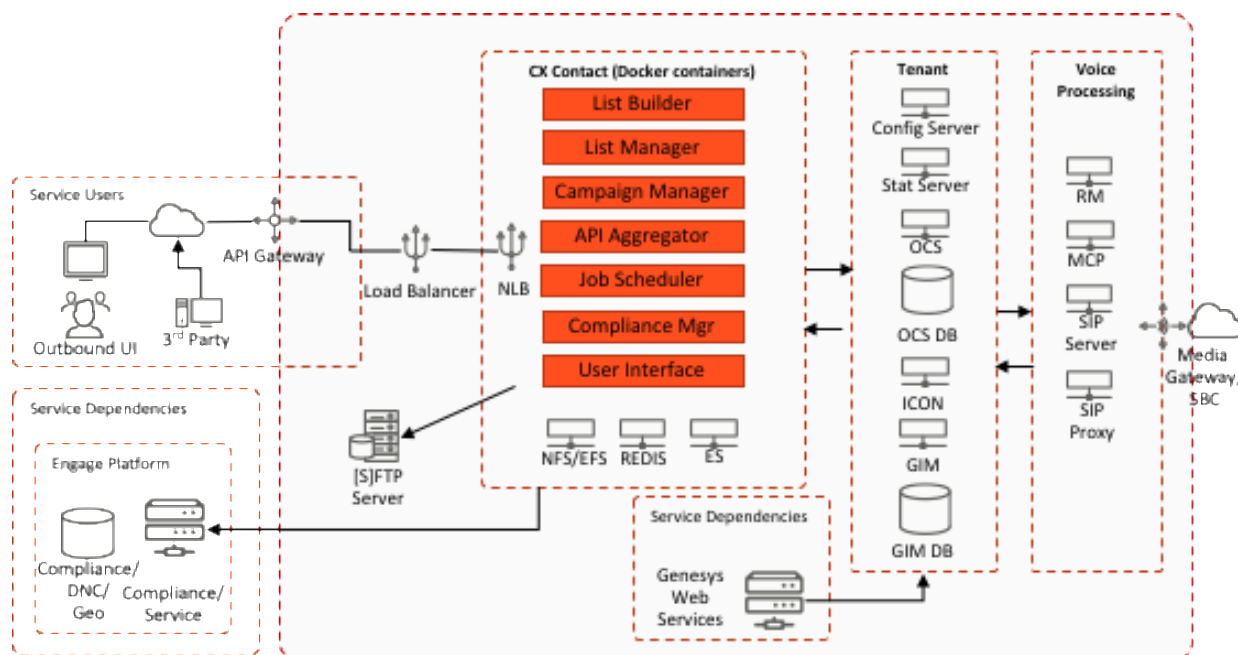 CX Contact (Docker containers)
List Builder
List Manager
Campaign Manager
API Aggregator
Job Scheduler
Compliance Mgr
User Interface
NFS/EFS
REDIS
ES
Tenant
Config Server
Stat Server
OCS
OCS DB
ICON
GIM
GIM DB
Voice
Processing
RM
MCP
SIP
Server
SIP
Proxy
Media
Gateway,
SBC
Service Users
API Gateway
Outbound UI
3rd Party
Load Balancer
NLB
Service Dependencies
Engage Platform
Compliance/
DNC/
Geo
Compliance/
Service
[S]FTP
Server
Service Dependencies
Genesys
Web
Services